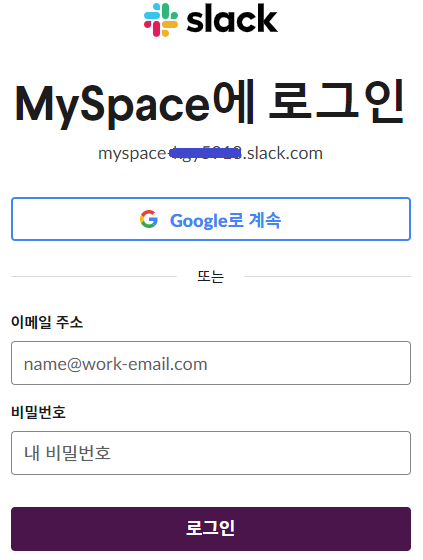 slack
MySpace에 로그인
myspace .slack.com
Google로 계속
또는
이메일 주소
name@work-email.com
비밀번호
내 비밀번호
로그인